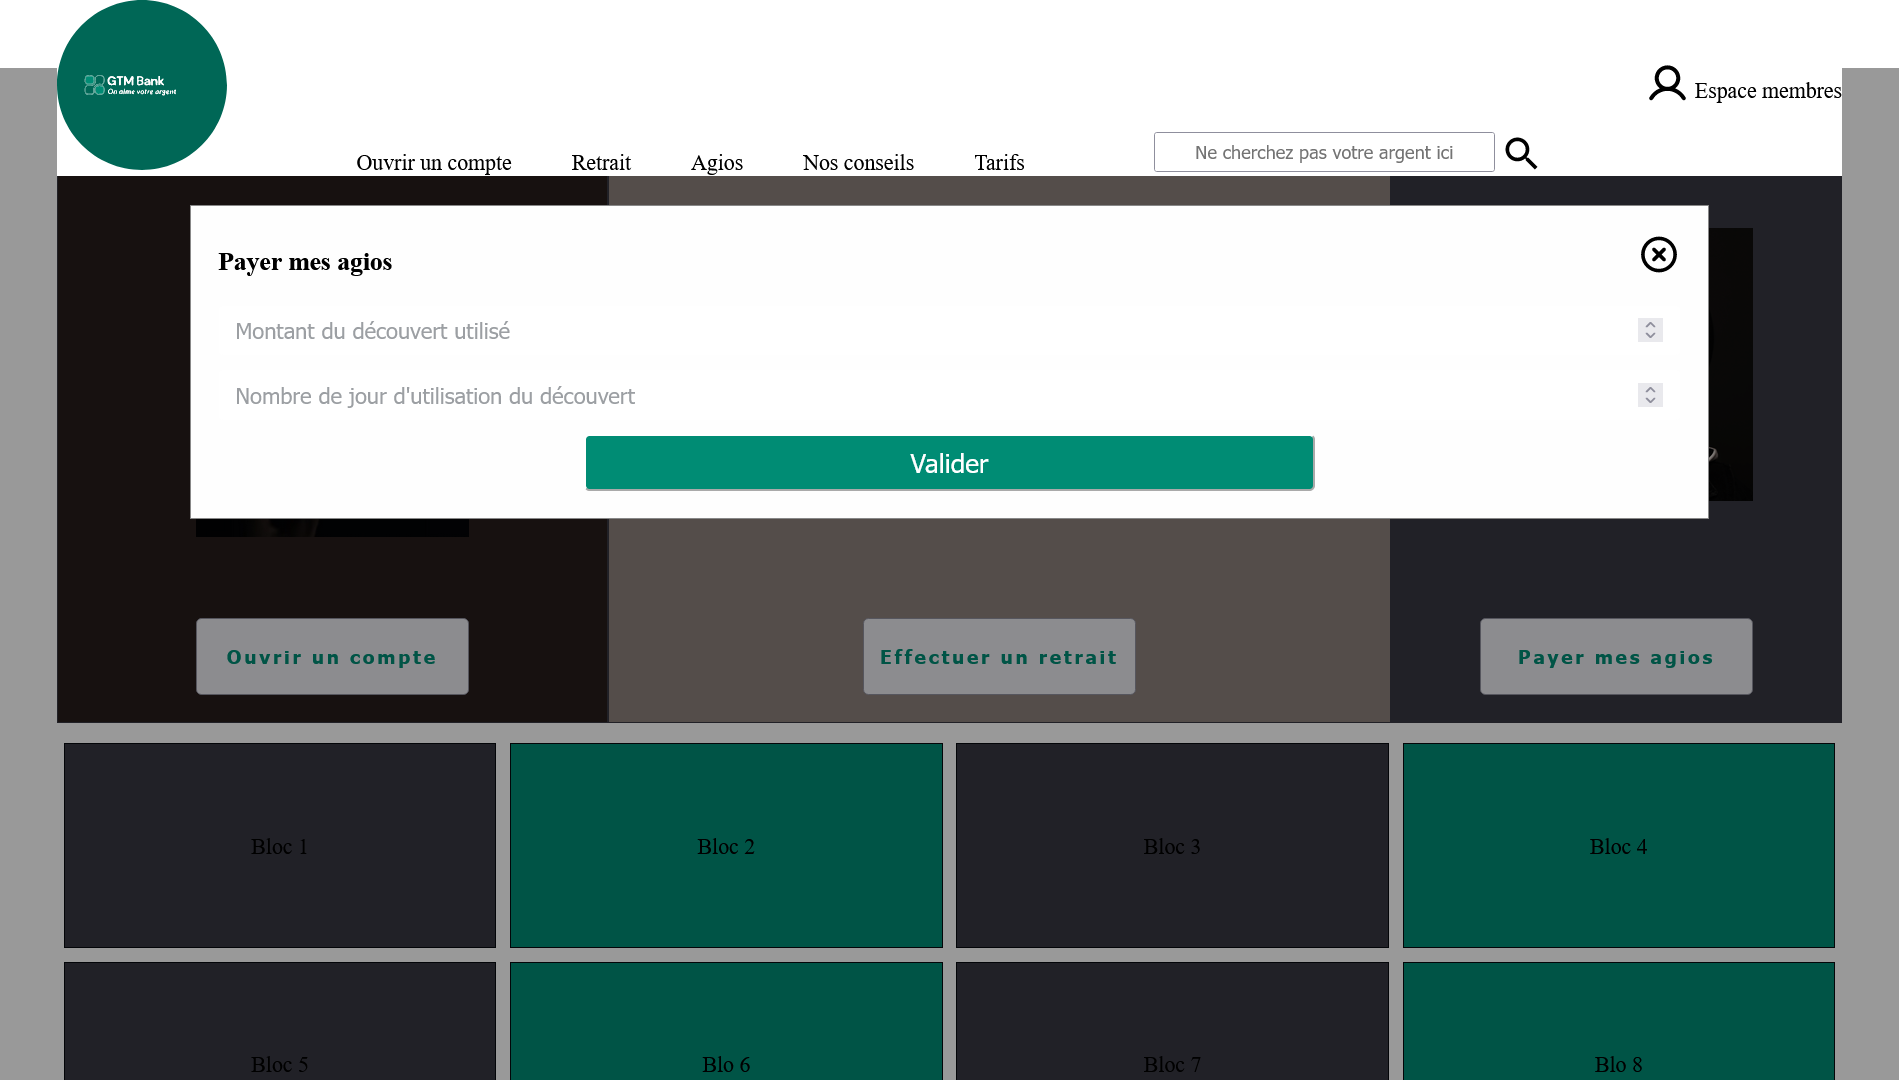 GTM Bank
On aime votre argent
Espace membres
Ouvrir un compte
Retrait
Agios
Nos conseils
Tarifs
Ne cherchez pas votre argent ici
Payer mes agios
Montant du découvert utilisé
Nombre de jour d'utilisation du découvert
Valider
Ouvrir un compte
Effectuer un retrait
Payer mes agios
Bloc 1
Bloc 2
Bloc 3
Bloc 4
Bloc 5
Blo 6
Bloc 7
Blo 8